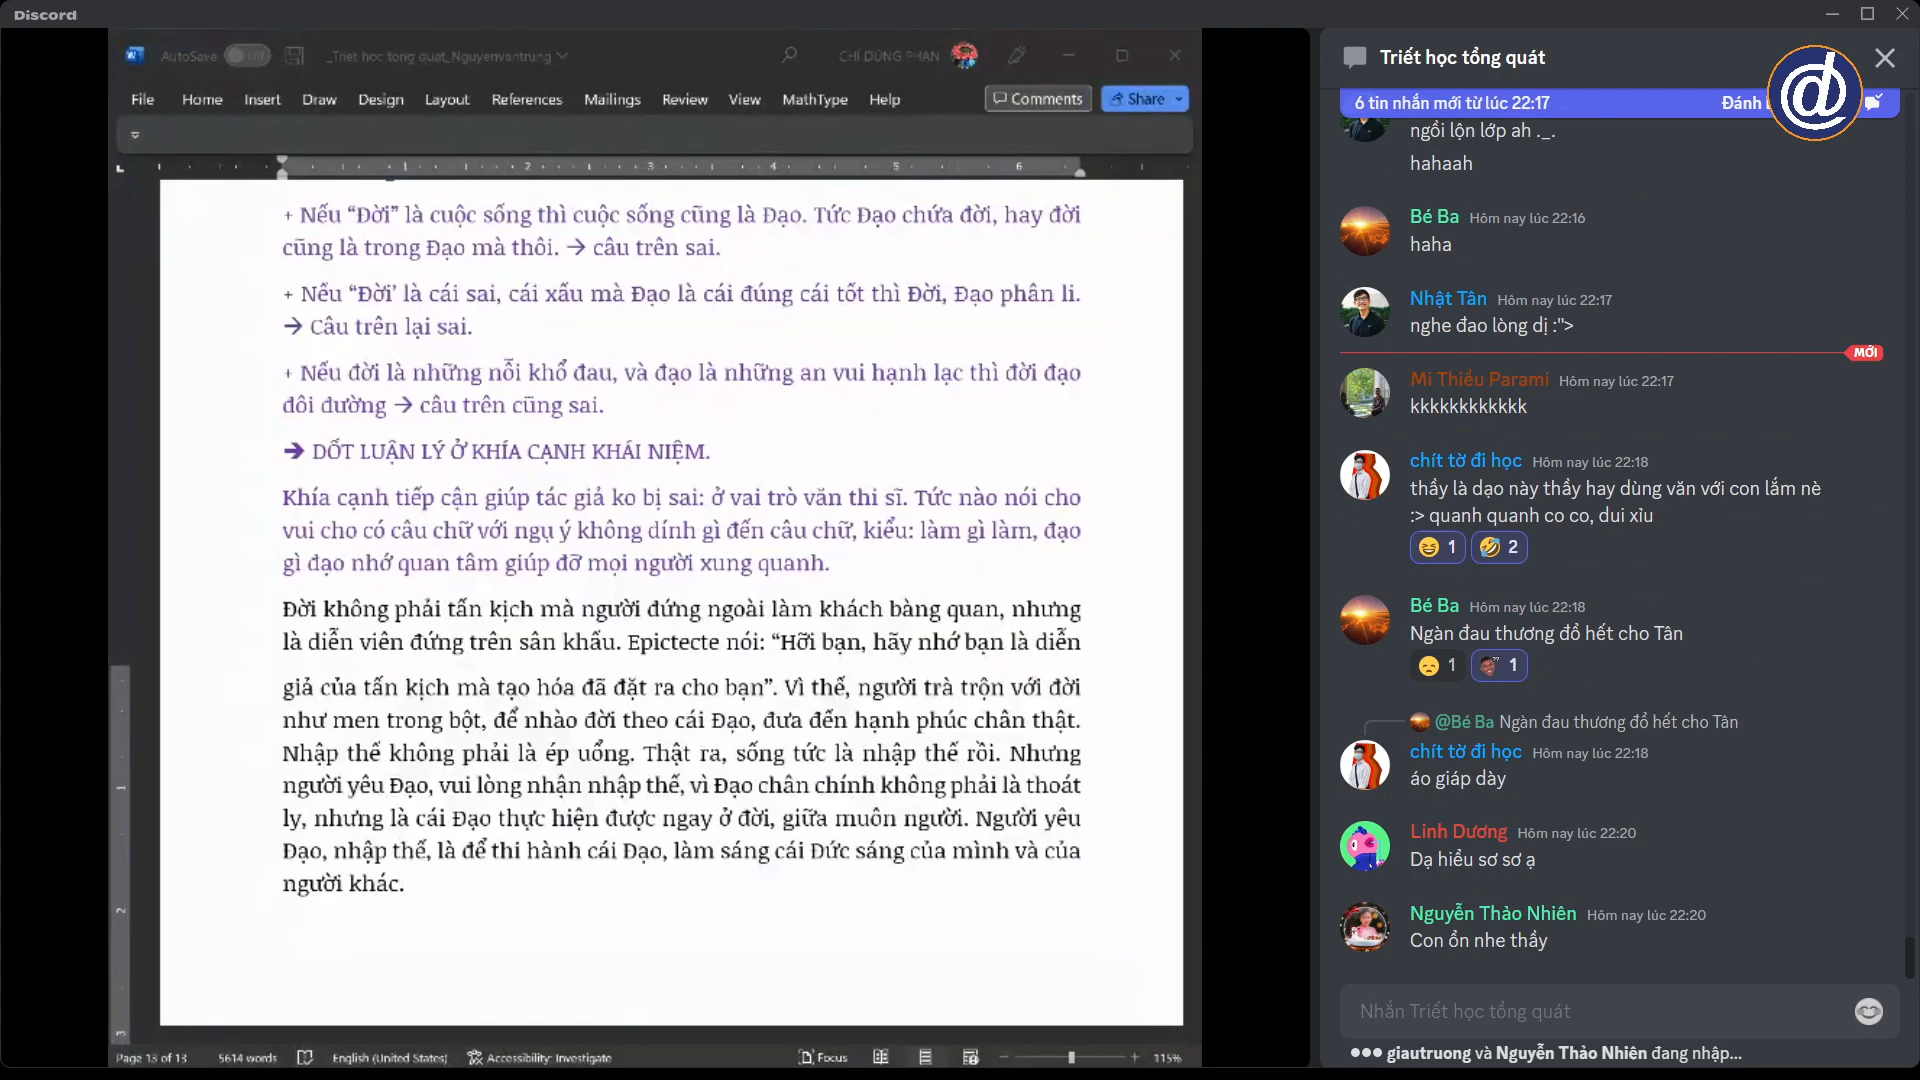 Discord
AutoSave Off _Triet hoc tong quat_Nguyenvantrung CHÍ DŨNG PHAN
File Home Insert Draw Design Layout References Mailings Review View MathType Help Comments Share
1 2 3 4 5 6
+ Nếu “Đời” là cuộc sống thì cuộc sống cũng là Đạo. Tức Đạo chứa đời, hay đời
cũng là trong Đạo mà thôi. → câu trên sai.
+ Nếu “Đời’ là cái sai, cái xấu mà Đạo là cái đúng cái tốt thì Đời, Đạo phân li.
→ Câu trên lại sai.
+ Nếu đời là những nỗi khổ đau, và đạo là những an vui hạnh lạc thì đời đạo
đôi đường → câu trên cũng sai.
➔ DỐT LUẬN LÝ Ở KHÍA CẠNH KHÁI NIỆM.
Khía cạnh tiếp cận giúp tác giả ko bị sai: ở vai trò văn thi sĩ. Tức nào nói cho
vui cho có câu chữ với ngụ ý không dính gì đến câu chữ, kiểu: làm gì làm, đạo
gì đạo nhớ quan tâm giúp đỡ mọi người xung quanh.
Đời không phải tấn kịch mà người đứng ngoài làm khách bàng quan, nhưng
là diễn viên đứng trên sân khấu. Epictecte nói: “Hỡi bạn, hãy nhớ bạn là diễn
giả của tấn kịch mà tạo hóa đã đặt ra cho bạn”. Vì thế, người trà trộn với đời
như men trong bột, để nhào đời theo cái Đạo, đưa đến hạnh phúc chân thật.
Nhập thế không phải là ép uổng. Thật ra, sống tức là nhập thế rồi. Nhưng
người yêu Đạo, vui lòng nhận nhập thế, vì Đạo chân chính không phải là thoát
ly, nhưng là cái Đạo thực hiện được ngay ở đời, giữa muôn người. Người yêu
Đạo, nhập thế, là để thi hành cái Đạo, làm sáng cái Đức sáng của mình và của
người khác.
1
2
3
Page 13 of 13 5614 words English (United States) Accessibility: Investigate Focus 115%
Triết học tổng quát
6 tin nhắn mới từ lúc 22:17 Đánh
ngồi lộn lớp ah ._.
hahaah
Bé Ba Hôm nay lúc 22:16
haha
Nhật Tân Hôm nay lúc 22:17
nghe đao lòng dị :">
MỚI
Mi Thiều Parami Hôm nay lúc 22:17
kkkkkkkkkkkk
chít tờ đi học Hôm nay lúc 22:18
thầy là dạo này thầy hay dùng văn với con lắm nè
:> quanh quanh co co, dui xỉu
1 2
Bé Ba Hôm nay lúc 22:18
Ngàn đau thương đổ hết cho Tân
1 1
@Bé Ba Ngàn đau thương đổ hết cho Tân
chít tờ đi học Hôm nay lúc 22:18
áo giáp dày
Linh Dương Hôm nay lúc 22:20
Dạ hiểu sơ sơ ạ
Nguyễn Thảo Nhiên Hôm nay lúc 22:20
Con ổn nhe thầy
Nhắn Triết học tổng quát
giautruong và Nguyễn Thảo Nhiên đang nhập...